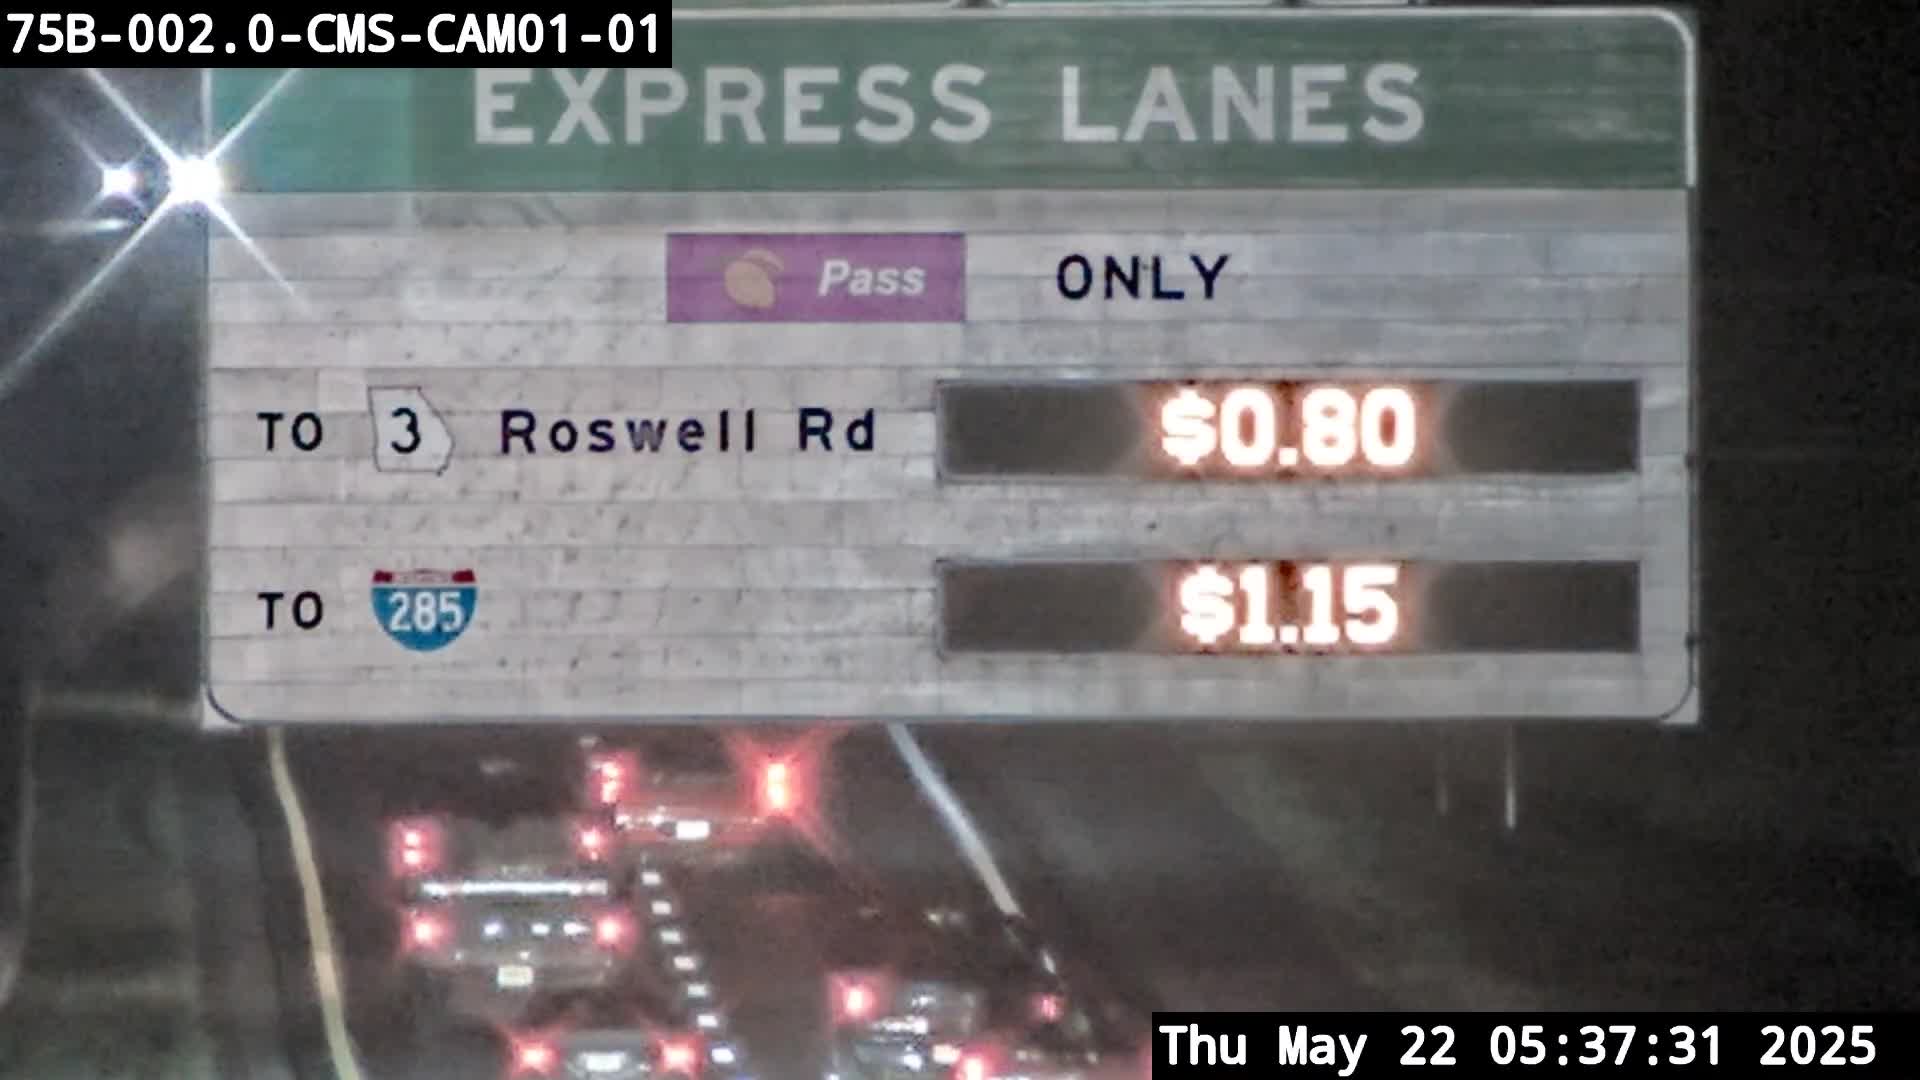 75B-002.0-CMS-CAM01-01
EXPRESS LANES
Pass ONLY
TO 3 Roswell Rd $0.80
TO 285 $1.15
Thu May 22 05:37:31 2025